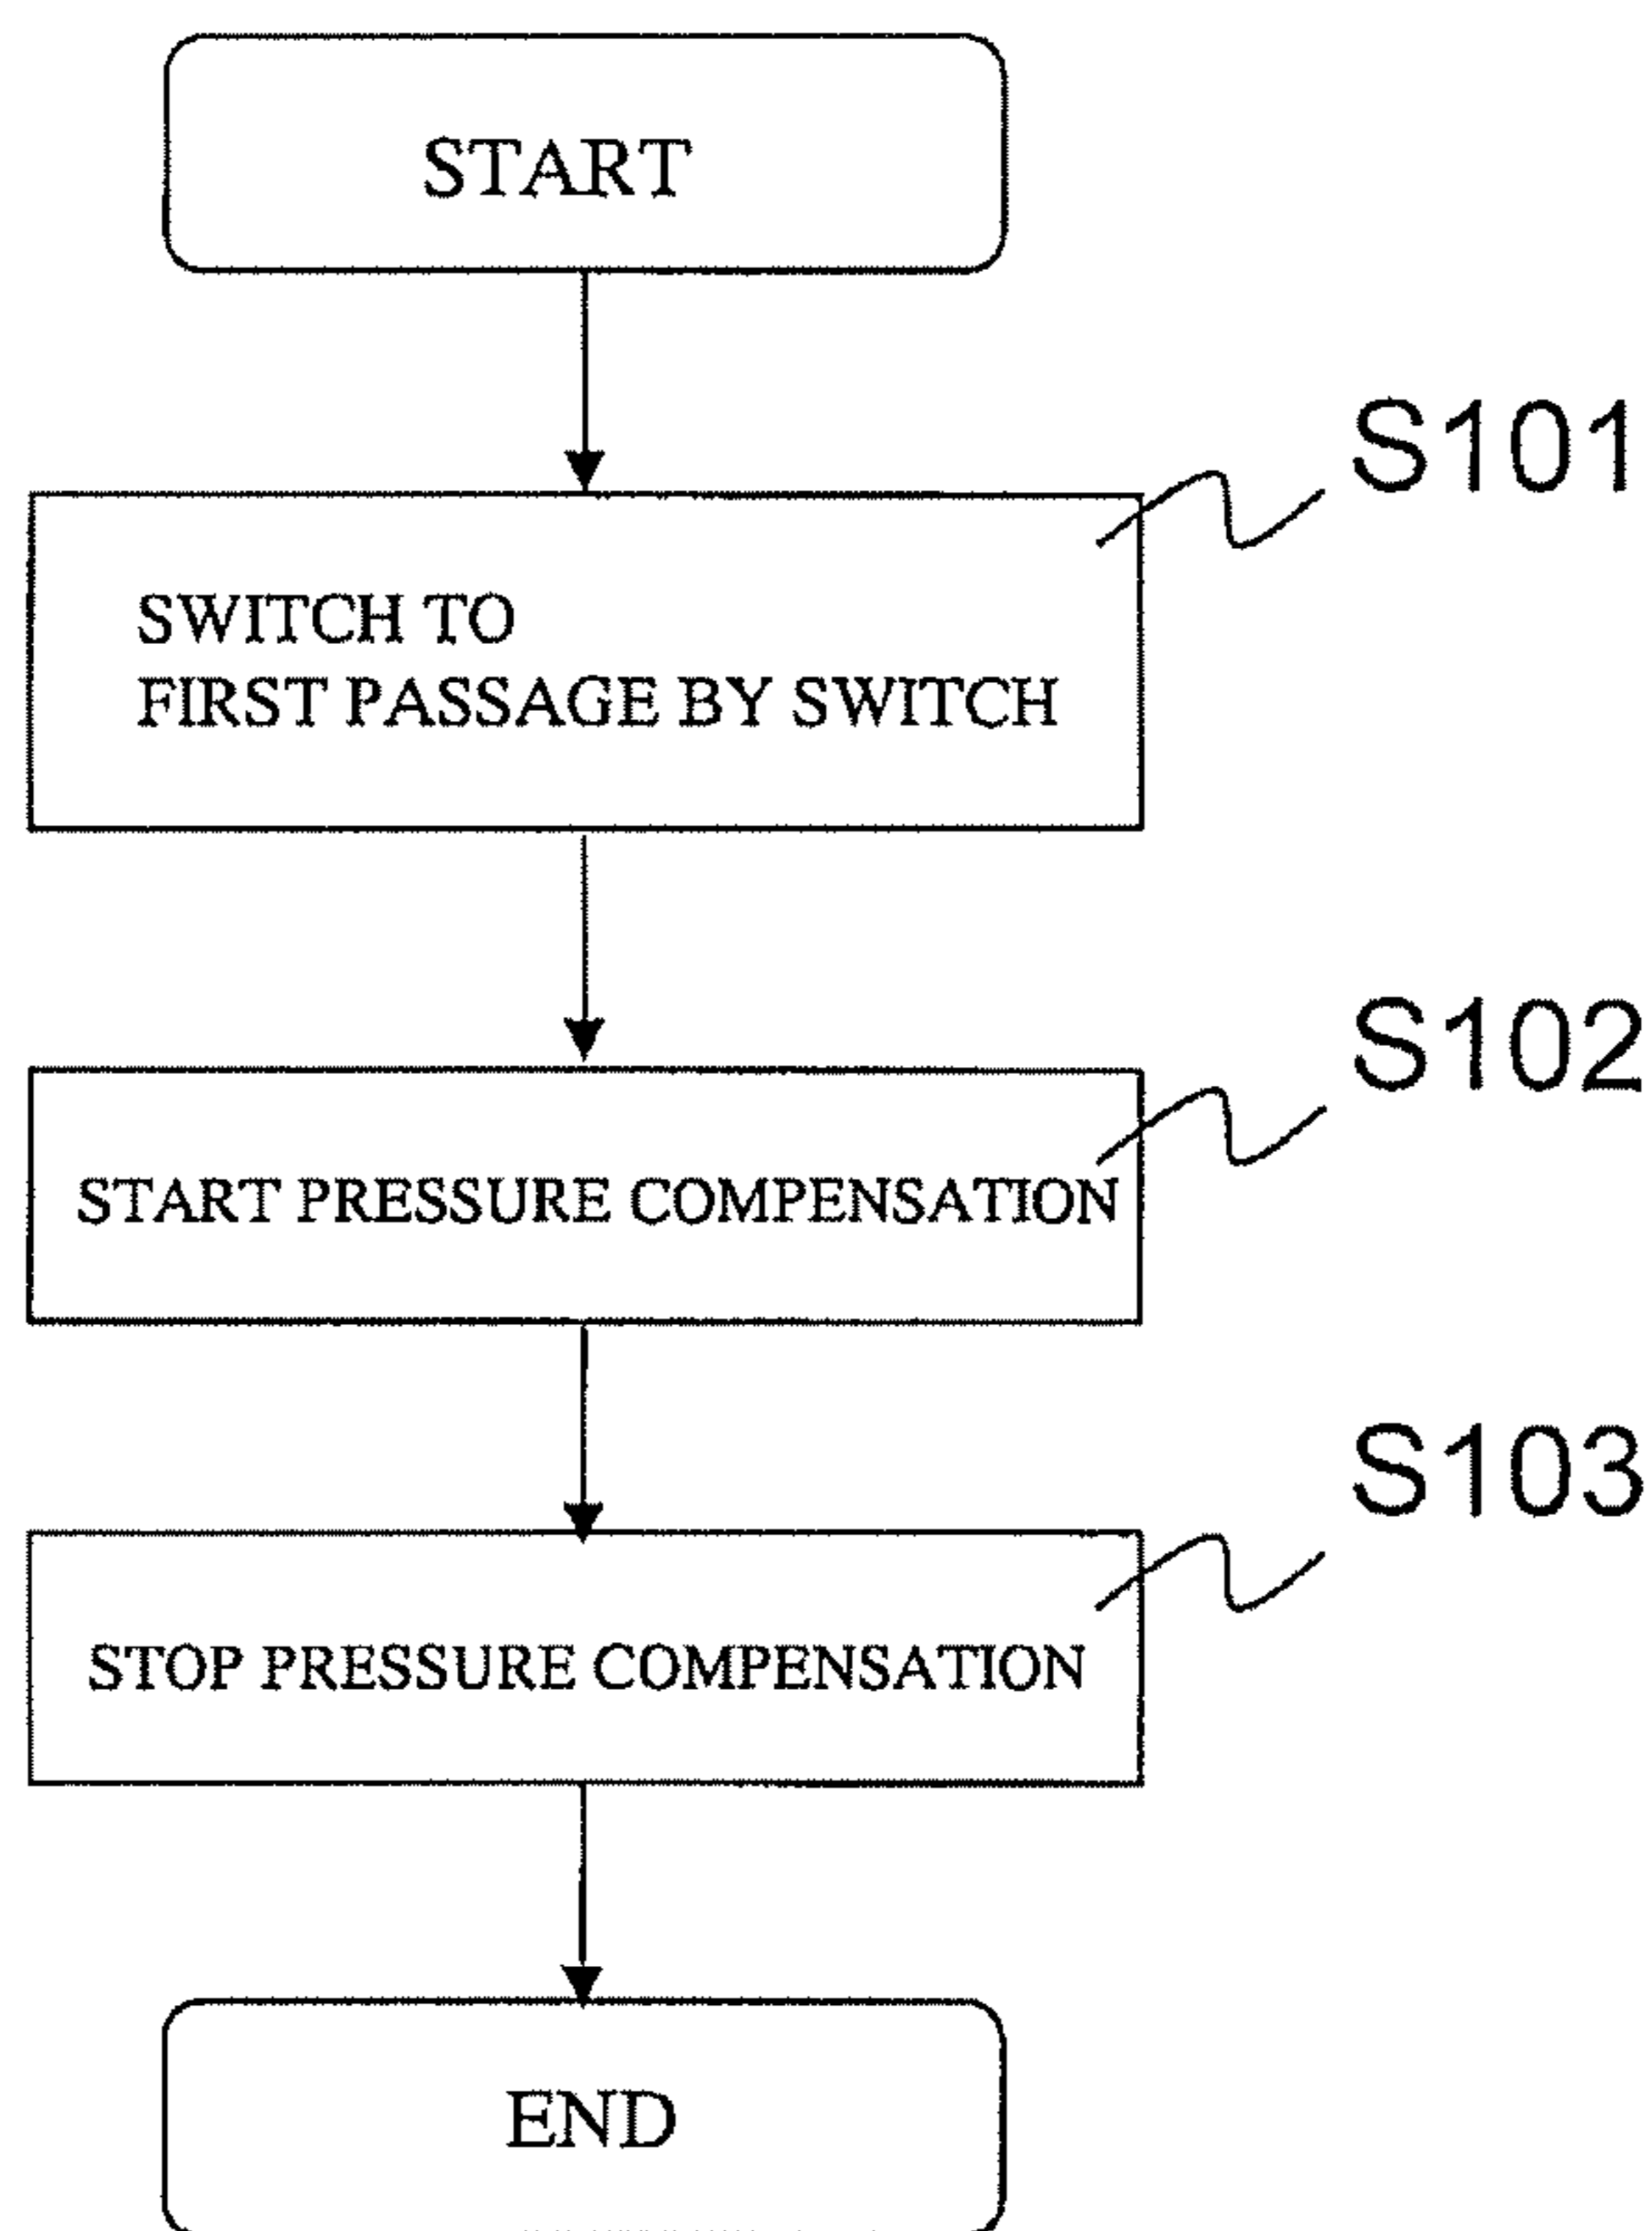 START
S101
SWITCH TO
FIRST PASSAGE BY SWITCH
S102
START PRESSURE COMPENSATION
S103
STOP PRESSURE COMPENSATION
END